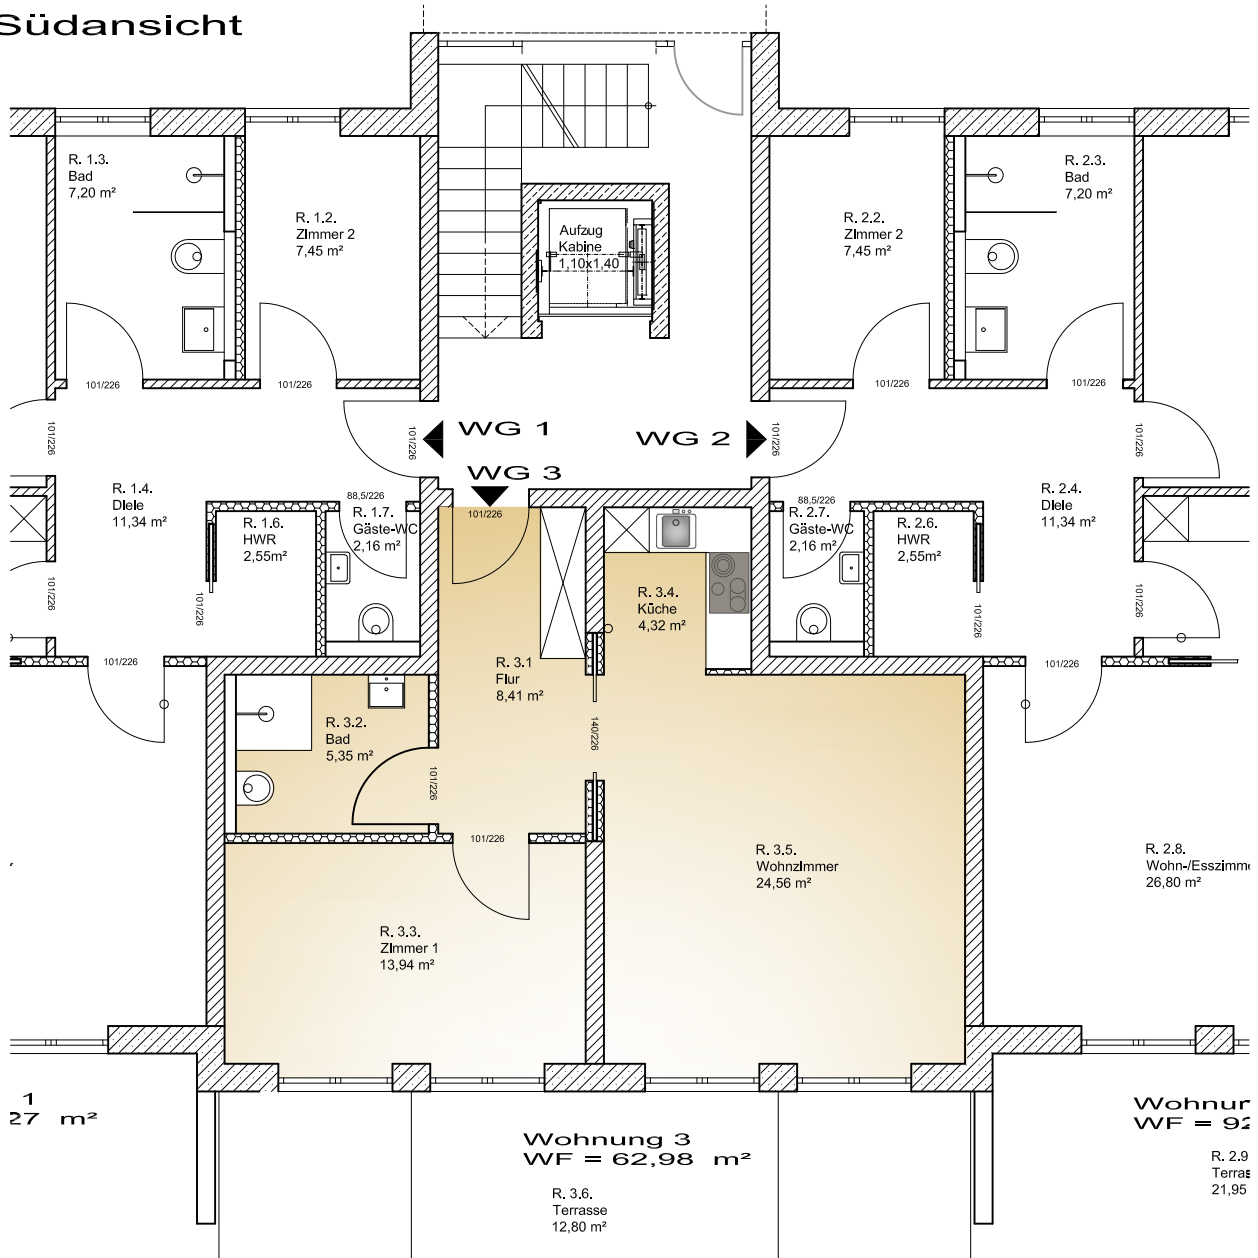 Südansicht
R. 1.3.
Bad
7,20 m²
R. 1.2.
Zimmer 2
7,45 m²
Aufzug
Kabine
1,10x1,40
R. 2.2.
Zimmer 2
7,45 m²
R. 2.3.
Bad
7,20 m²
101/226
101/226
101/226
101/226
101/226
101/226
WG 1
WG 2
WG 3
101/226
101/226
101/226
88,5/226
88,5/226
R. 1.4.
Diele
11,34 m²
R. 1.6.
HWR
2,55m²
R. 1.7.
Gäste-WC
2,16 m²
R. 2.7.
Gäste-WC
2,16 m²
R. 2.6.
HWR
2,55m²
R. 2.4.
Diele
11,34 m²
101/226
101/226
101/226
101/226
R. 3.4.
Küche
4,32 m²
R. 3.1
Flur
8,41 m²
101/226
101/226
R. 3.2.
Bad
5,35 m²
140/226
101/226
101/226
R. 3.5.
Wohnzimmer
24,56 m²
R. 2.8.
Wohn-/Esszimme
26,80 m²
R. 3.3.
Zimmer 1
13,94 m²
1
27 m²
Wohnung 3
WF = 62,98 m²
R. 3.6.
Terrasse
12,80 m²
Wohnun
WF = 92
R. 2.9
Terras
21,95